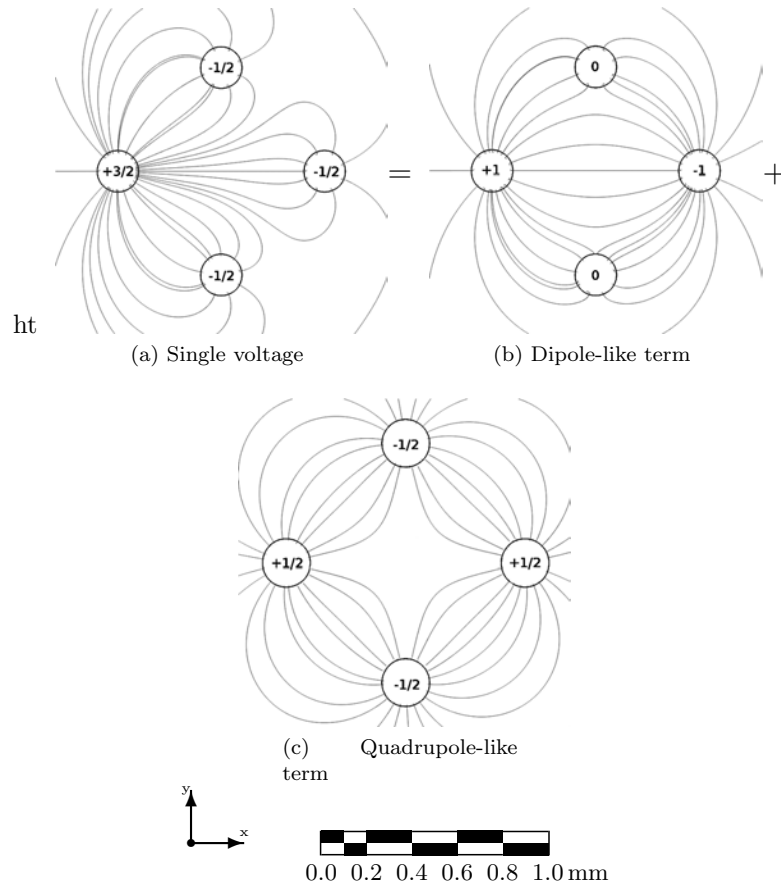 -1/2 0
+3/2 -1/2 = +1 -1 +
-1/2 0
ht
(a) Single voltage (b) Dipole-like term
-1/2
+1/2 +1/2
-1/2
(c) Quadrupole-like
term
y
x
0.0 0.2 0.4 0.6 0.8 1.0 mm